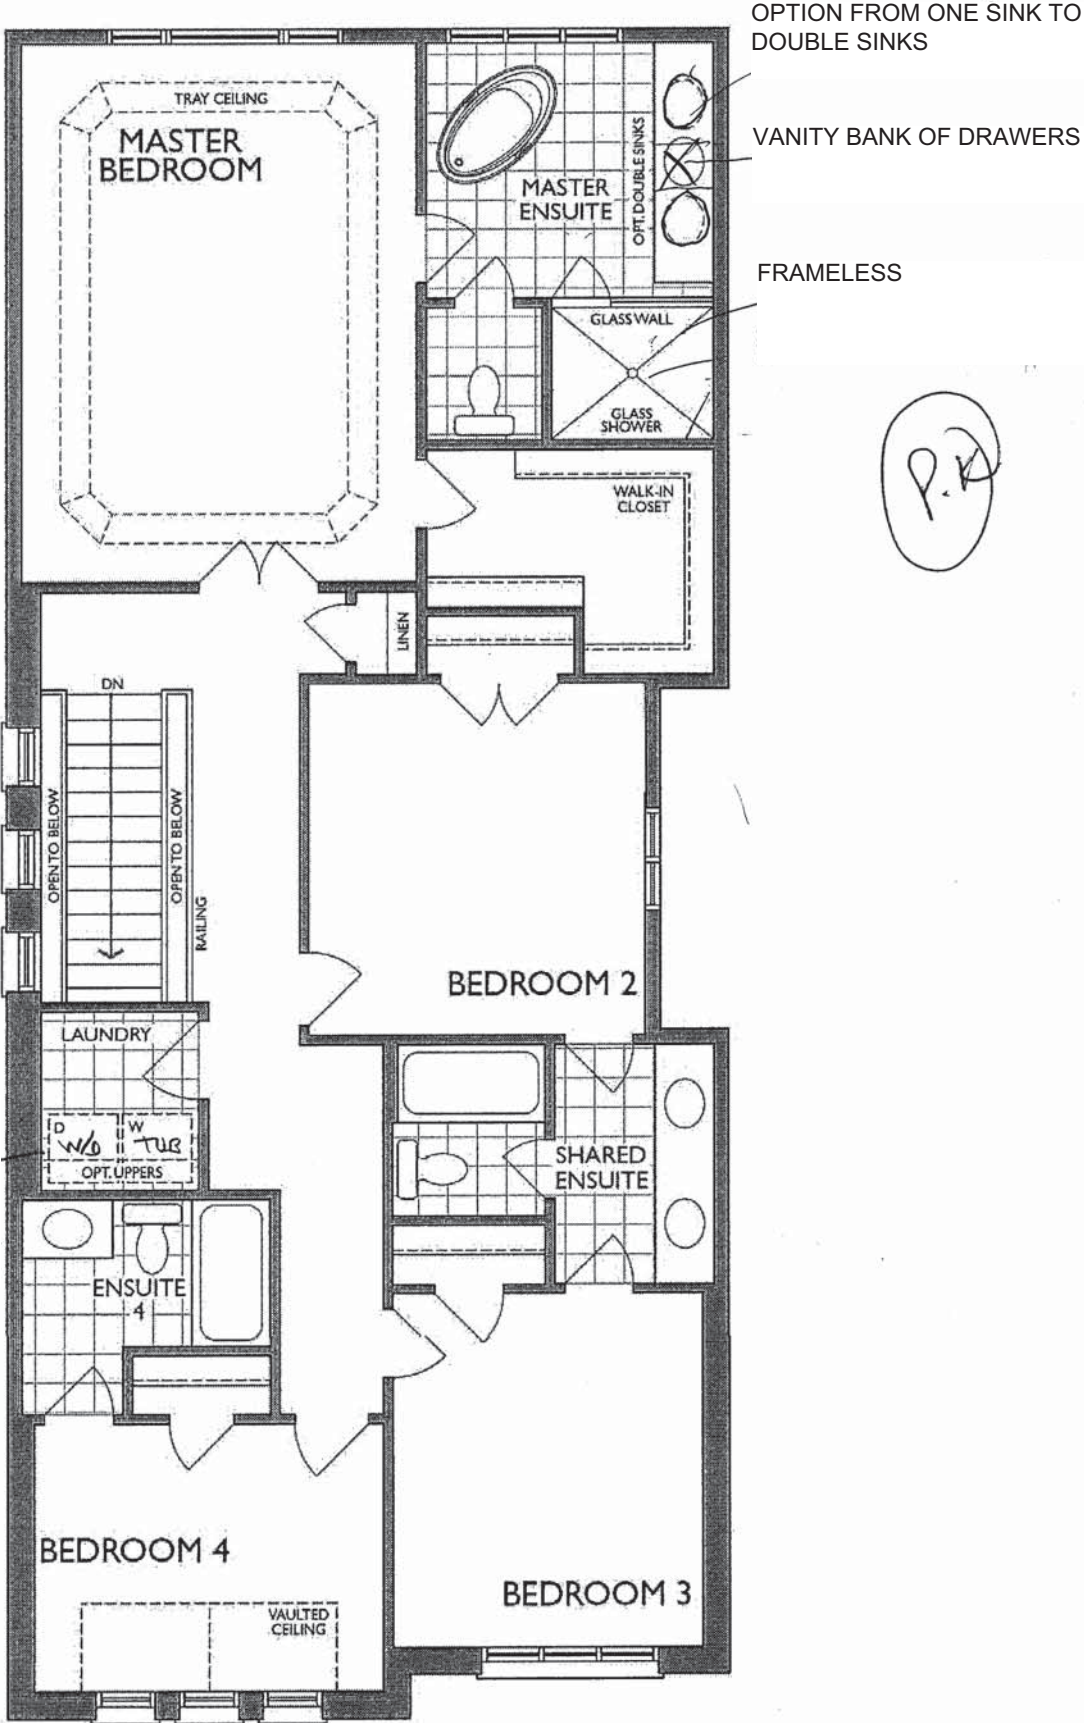 OPTION FROM ONE SINK TO
DOUBLE SINKS
TRAY CEILING
MASTER
BEDROOM
OPT. DOUBLE SINKS
VANITY BANK OF DRAWERS
MASTER
ENSUITE
FRAMELESS
GLASS WALL
GLASS
SHOWER
P.K
WALK-IN
CLOSET
LINEN
DN
OPEN TO BELOW
OPEN TO BELOW
RAILING
BEDROOM 2
LAUNDRY
D
W/D
W
TUB
OPT. UPPERS
SHARED
ENSUITE
ENSUITE
4
BEDROOM 4
BEDROOM 3
VAULTED
CEILING